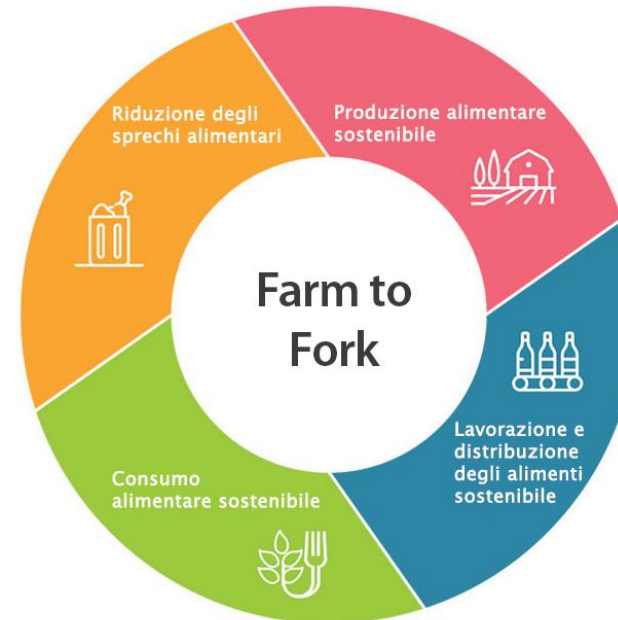 Riduzione degli
sprechi alimentari
Produzione alimentare
sostenibile
Farm to
Fork
Lavorazione e
distribuzione
degli alimenti
sostenibile
Consumo
alimentare sostenibile